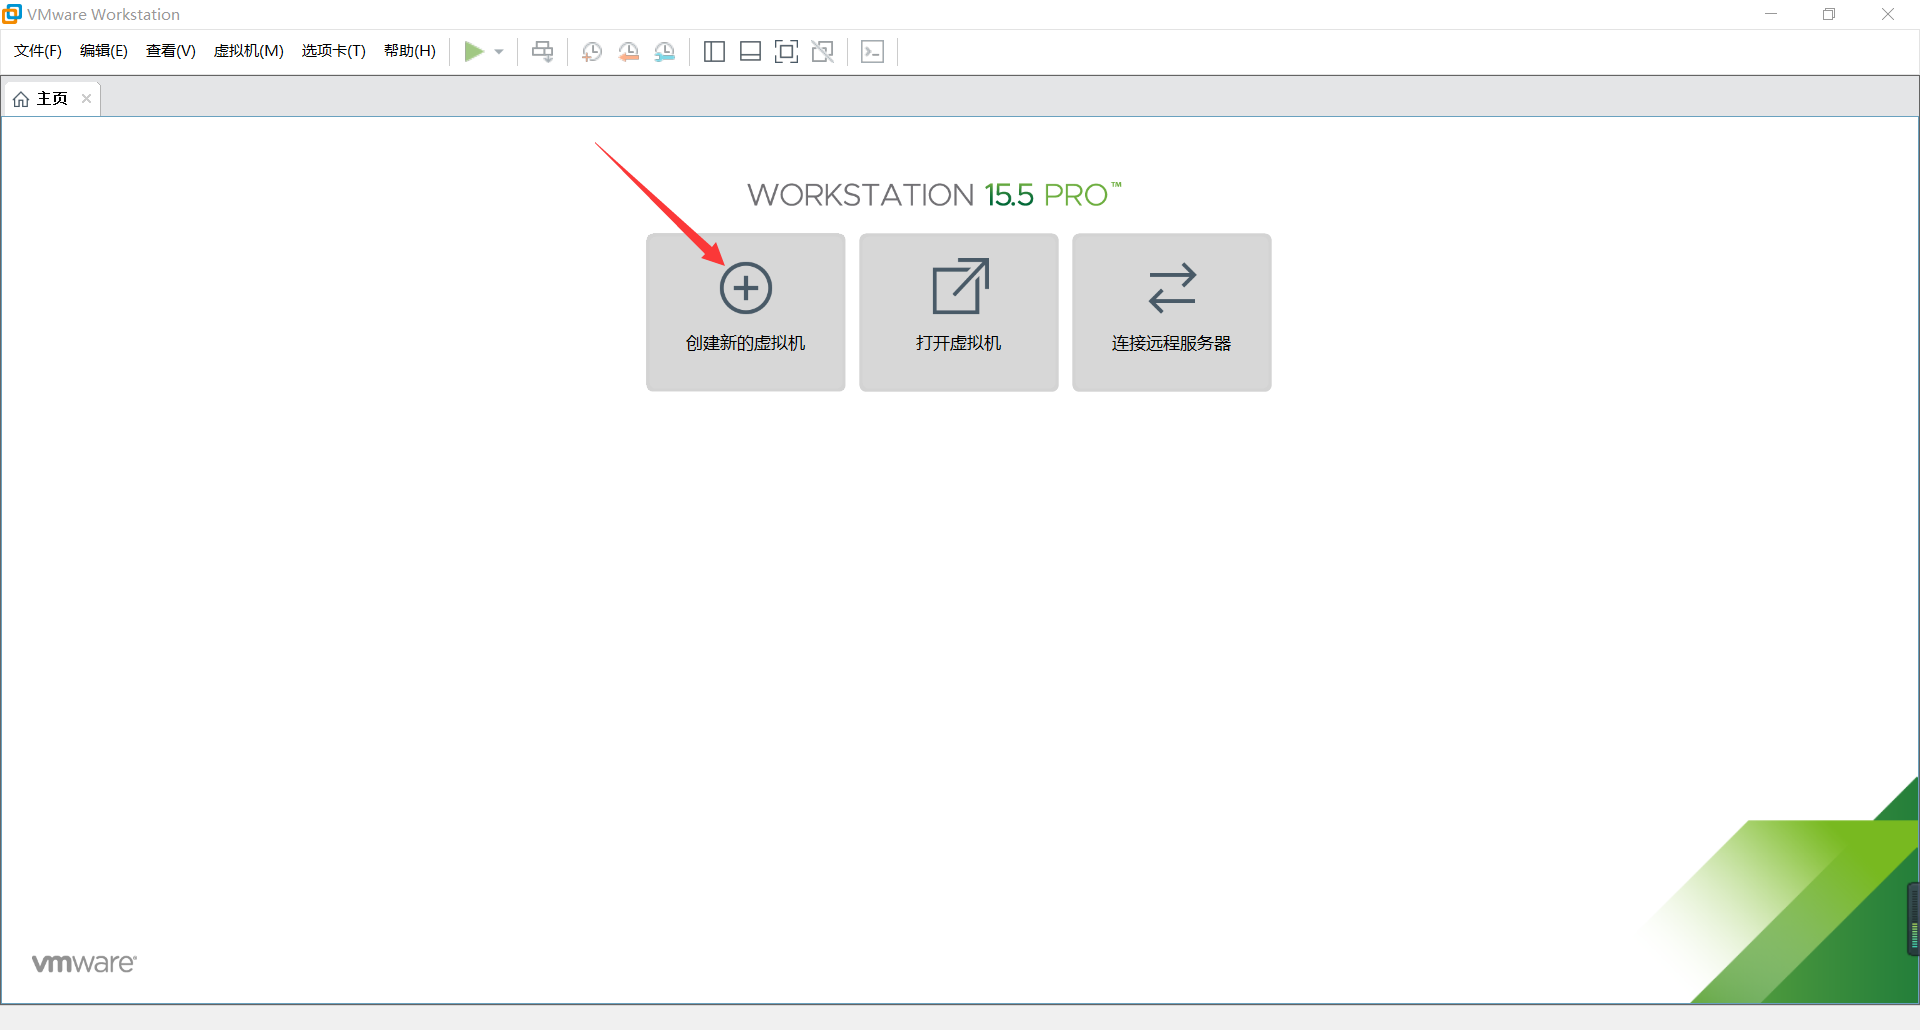 VMware Workstation
文件(F) 编辑(E) 查看(V) 虚拟机(M) 选项卡(T) 帮助(H)
主页
WORKSTATION 15.5 PRO™
创建新的虚拟机 打开虚拟机 连接远程服务器
vmware®